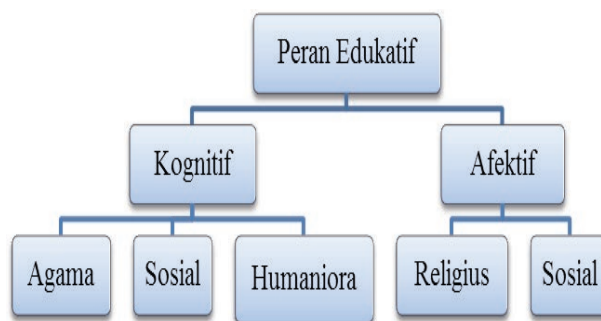 Peran Edukatif
Kognitif
Afektif
Agama
Sosial
Humaniora
Religius
Sosial